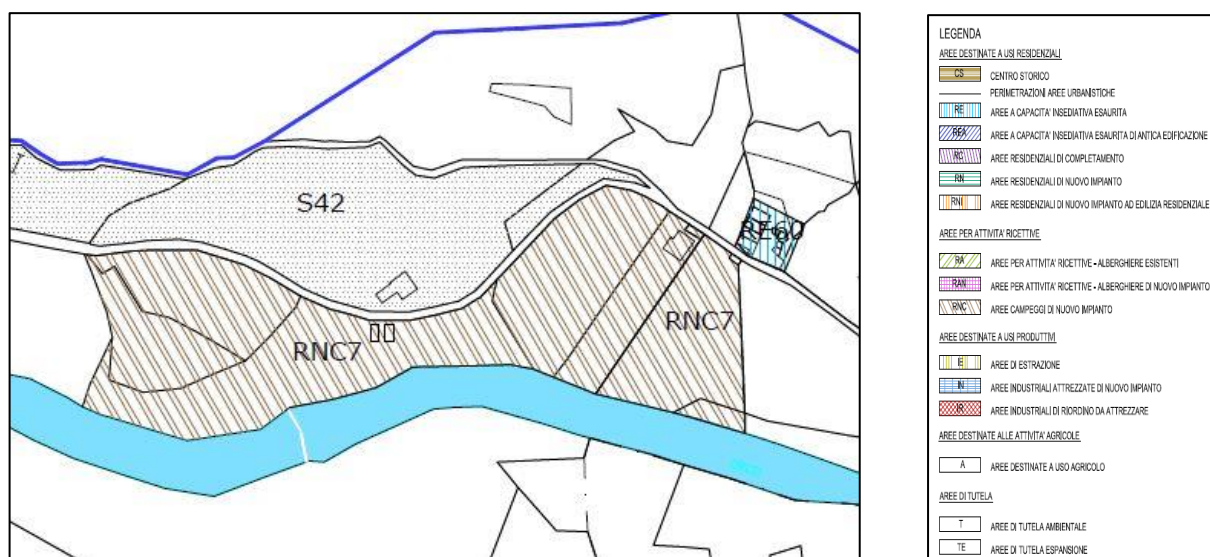 S42
RE60
RNC7
RNC7
LEGENDA
AREE DESTINATE A USI RESIDENZIALI
CS CENTRO STORICO
PERIMETRAZIONI AREE URBANISTICHE
RE AREE A CAPACITA' INSEDIATIVA ESAURITA
REA AREE A CAPACITA' INSEDIATIVA ESAURITA DI ANTICA EDIFICAZIONE
RC AREE RESIDENZIALI DI COMPLETAMENTO
RN AREE RESIDENZIALI DI NUOVO IMPIANTO
RNI AREE RESIDENZIALI DI NUOVO IMPIANTO AD EDILIZIA RESIDENZIALE
AREE PER ATTIVITA' RICETTIVE
RA AREE PER ATTIVITA' RICETTIVE - ALBERGHIERE ESISTENTI
RAN AREE PER ATTIVITA' RICETTIVE - ALBERGHIERE DI NUOVO IMPIANTO
RNC AREE CAMPEGGI DI NUOVO IMPIANTO
AREE DESTINATE A USI PRODUTTIVI
IE AREE DI ESTRAZIONE
IN AREE INDUSTRIALI ATTREZZATE DI NUOVO IMPIANTO
IR AREE INDUSTRIALI DI RIORDINO DA ATTREZZARE
AREE DESTINATE ALLE ATTIVITA' AGRICOLE
A AREE DESTINATE A USO AGRICOLO
AREE DI TUTELA
T AREE DI TUTELA AMBIENTALE
TE AREE DI TUTELA ESPANSIONE